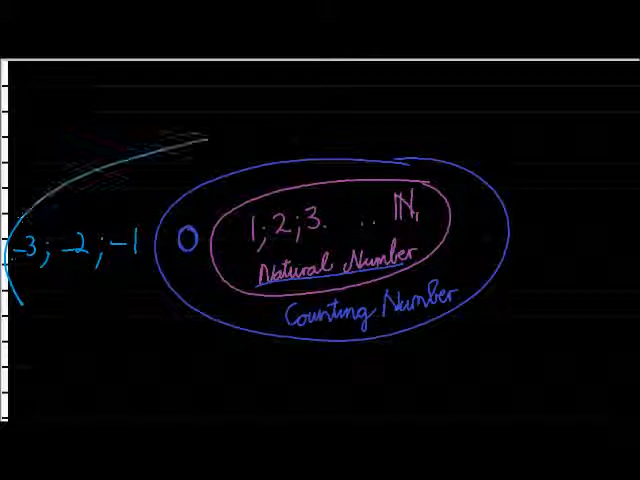 -3; -2; -1 0 1; 2; 3. .. ℕ,
Natural Number
Counting Number